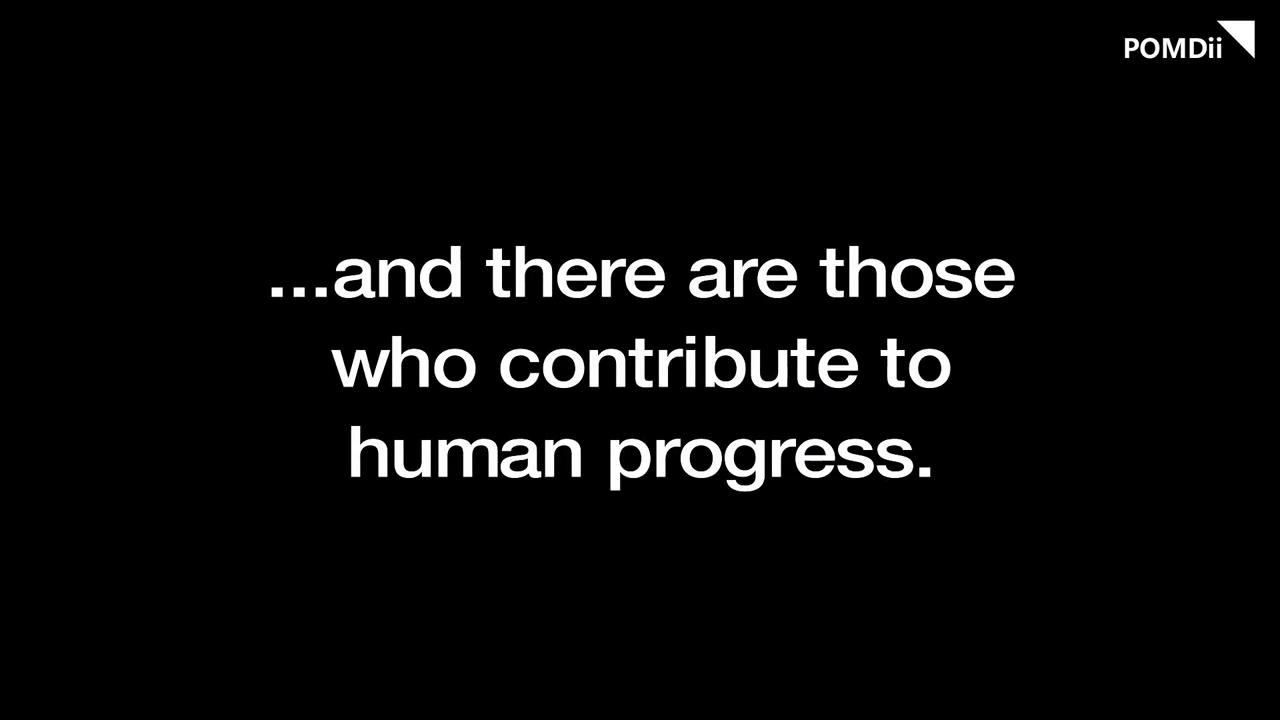 POMDii
...and there are those
who contribute to
human progress.